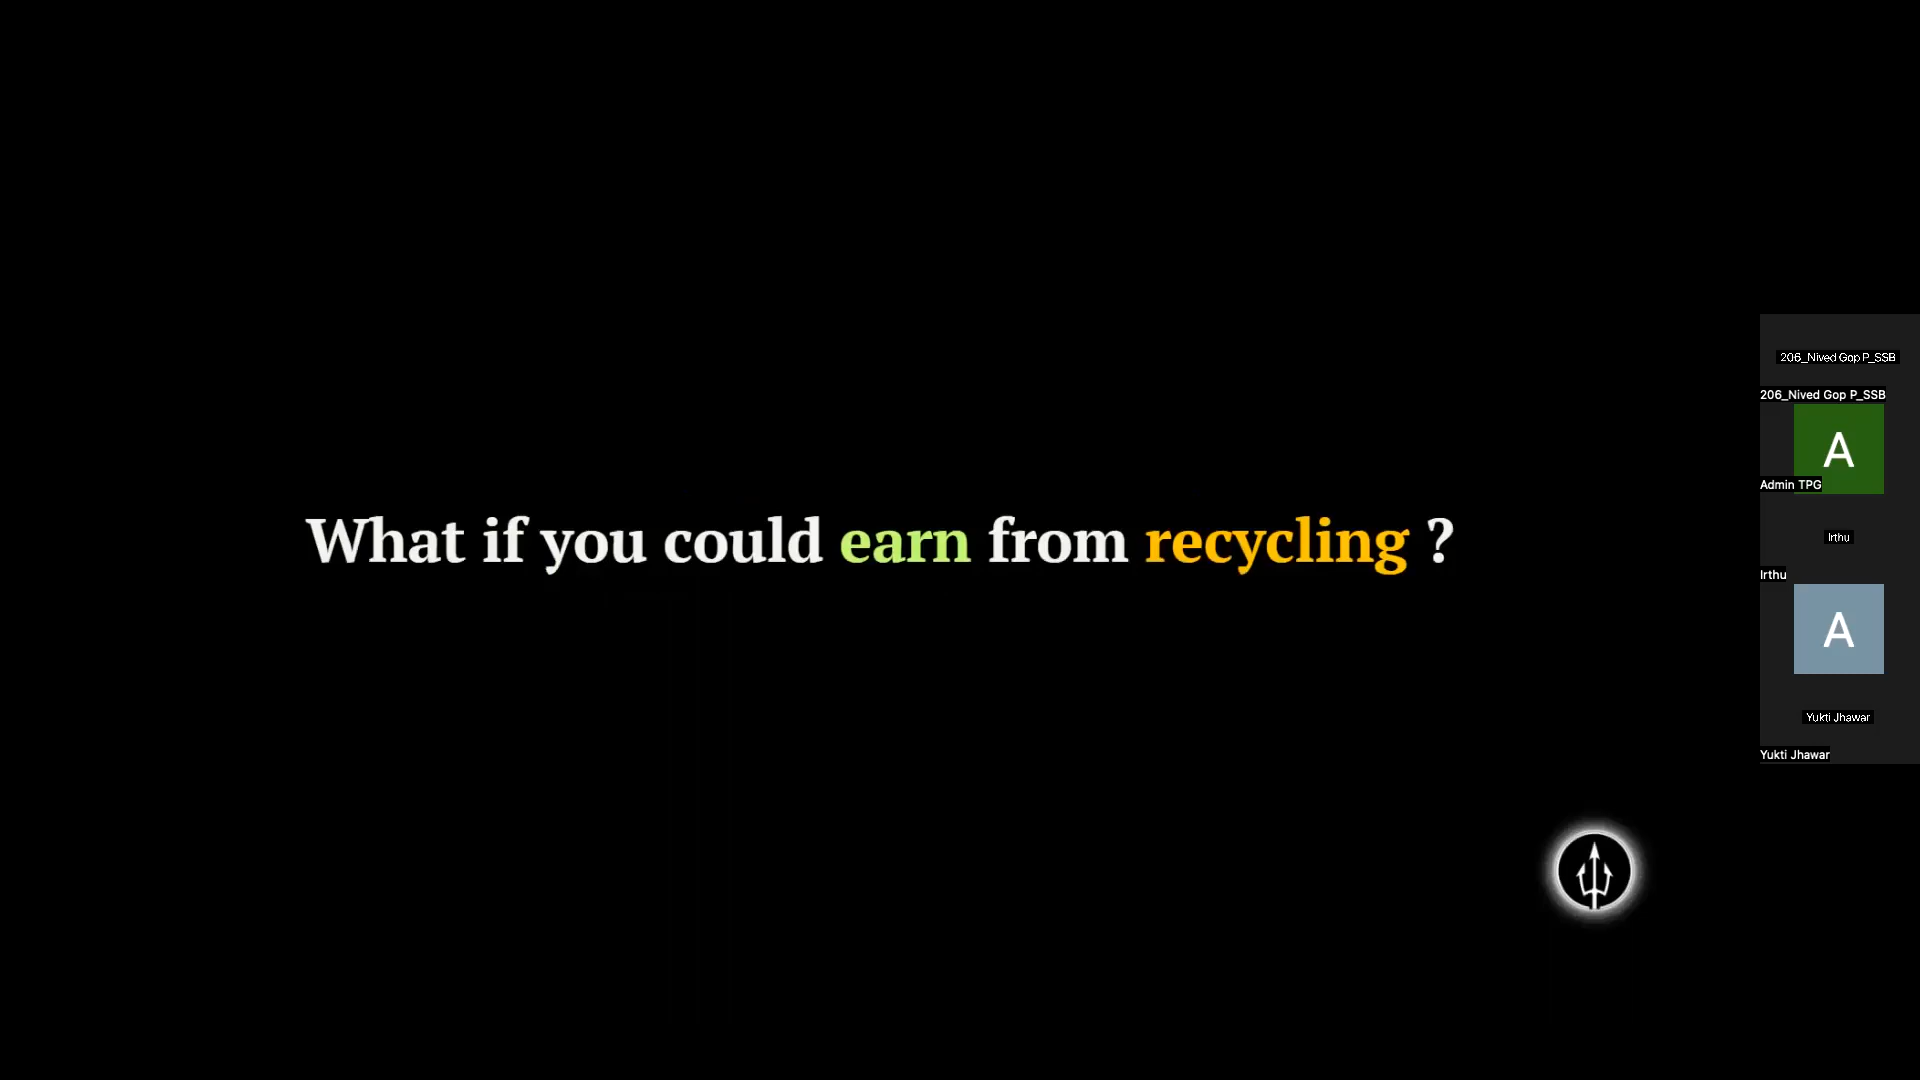 What if you could earn from recycling ?
206_Nived Gop P_SSB
206_Nived Gop P_SSB
A
Admin TPG
Irthu
Irthu
A
Yukti Jhawar
Yukti Jhawar